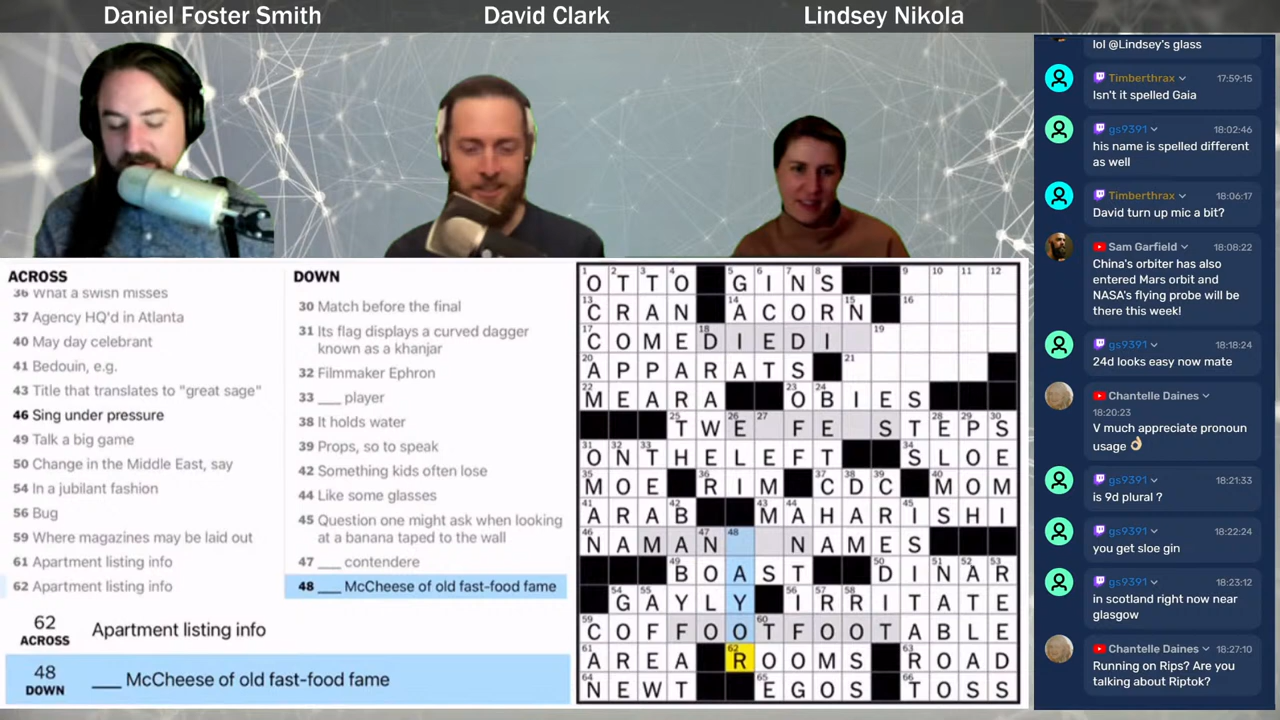 Daniel Foster Smith
David Clark
Lindsey Nikola
ACROSS
36 What a swish misses
37 Agency HQ'd in Atlanta
40 May day celebrant
41 Bedouin, e.g.
43 Title that translates to "great sage"
46 Sing under pressure
49 Talk a big game
50 Change in the Middle East, say
54 In a jubilant fashion
56 Bug
59 Where magazines may be laid out
61 Apartment listing info
62 Apartment listing info
DOWN
30 Match before the final
31 Its flag displays a curved dagger
known as a khanjar
32 Filmmaker Ephron
33 ___ player
38 It holds water
39 Props, so to speak
42 Something kids often lose
44 Like some glasses
45 Question one might ask when looking
at a banana taped to the wall
47 ___ contendere
48 ___ McCheese of old fast-food fame
62
ACROSS
Apartment listing info
48
DOWN
___ McCheese of old fast-food fame
OTTO GINS
CRAN ACORN
COMEDIEDI
APPARATS
MEARA OBIES
TWE FE STEPS
ONTHELEFT SLOE
MOE RIM CDC MOM
ARAB MAHARISHI
NAMAN NAMES
BOAST DINAR
GAYLY IRRITATE
COFFOOTFOOTABLE
AREA ROOMS ROAD
NEWT EGOS TOSS
lol @Lindsey's glass
Timberthrax 17:59:15
Isn't it spelled Gaia
gs9391 18:02:46
his name is spelled different
as well
Timberthrax 18:06:17
David turn up mic a bit?
Sam Garfield 18:08:22
China's orbiter has also
entered Mars orbit and
NASA's flying probe will be
there this week!
gs9391 18:18:24
24d looks easy now mate
Chantelle Daines
18:20:23
V much appreciate pronoun
usage 👌🏼
gs9391 18:21:33
is 9d plural ?
gs9391 18:22:24
you get sloe gin
gs9391 18:23:12
in scotland right now near
glasgow
Chantelle Daines 18:27:10
Running on Rips? Are you
talking about Riptok?